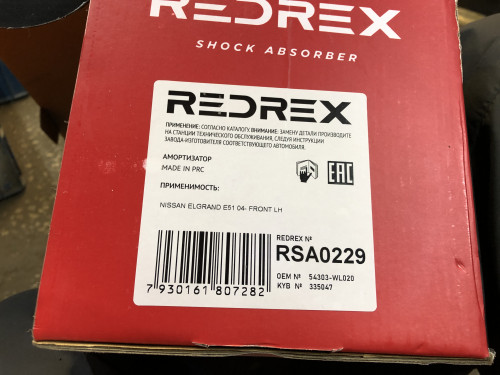 REDREX
SHOCK ABSORBER
REDREX
ПРИМЕНЕНИЕ: СОГЛАСНО КАТАЛОГУ. ВНИМАНИЕ: ЗАМЕНУ ДЕТАЛИ ПРОИЗВОДИТЕ
НА СТАНЦИИ ТЕХНИЧЕСКОГО ОБСЛУЖИВАНИЯ, СЛЕДУЯ ИНСТРУКЦИИ
ЗАВОДА-ИЗГОТОВИТЕЛЯ СООТВЕТСТВУЮЩЕГО АВТОМОБИЛЯ.
АМОРТИЗАТОР
MADE IN PRC
EAC
ПРИМЕНИМОСТЬ:
NISSAN ELGRAND E51 04- FRONT LH
REDREX №
RSA0229
OEM № 54303-WL020
KYB № 335047
7 930161 807282